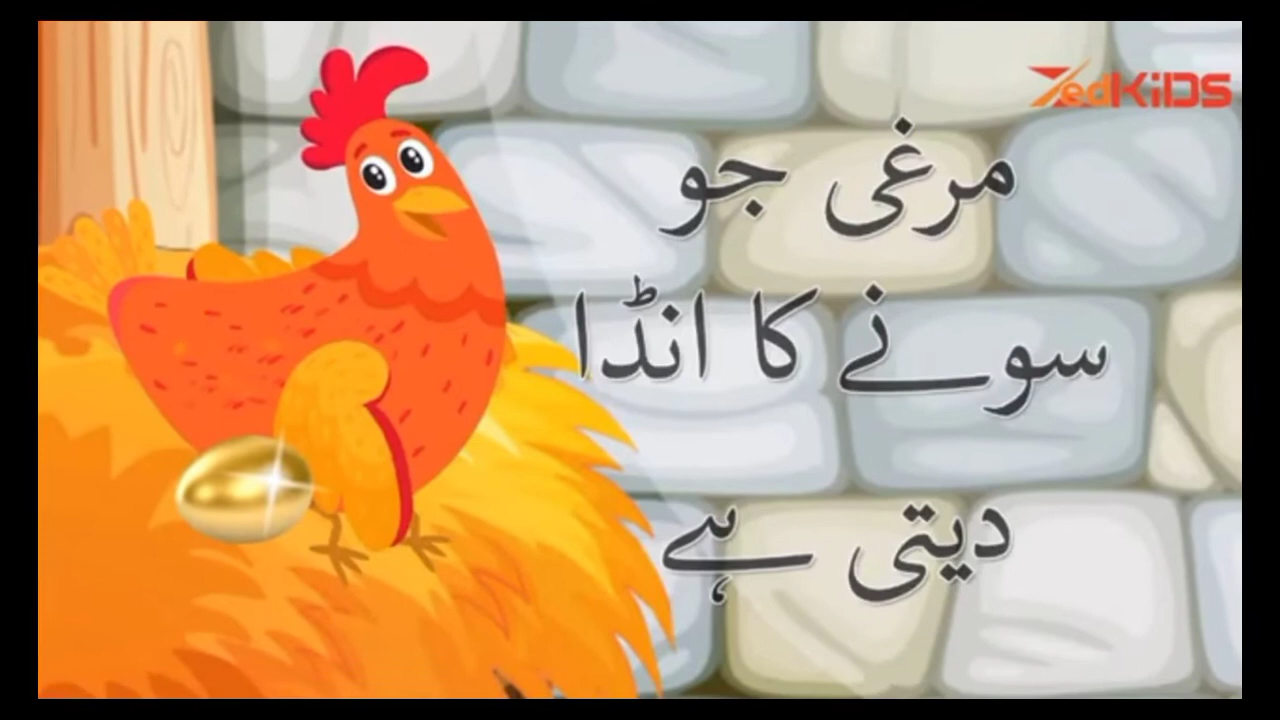 ZedKiDS
مرغی جو
سونے کا انڈا
دیتی ہے